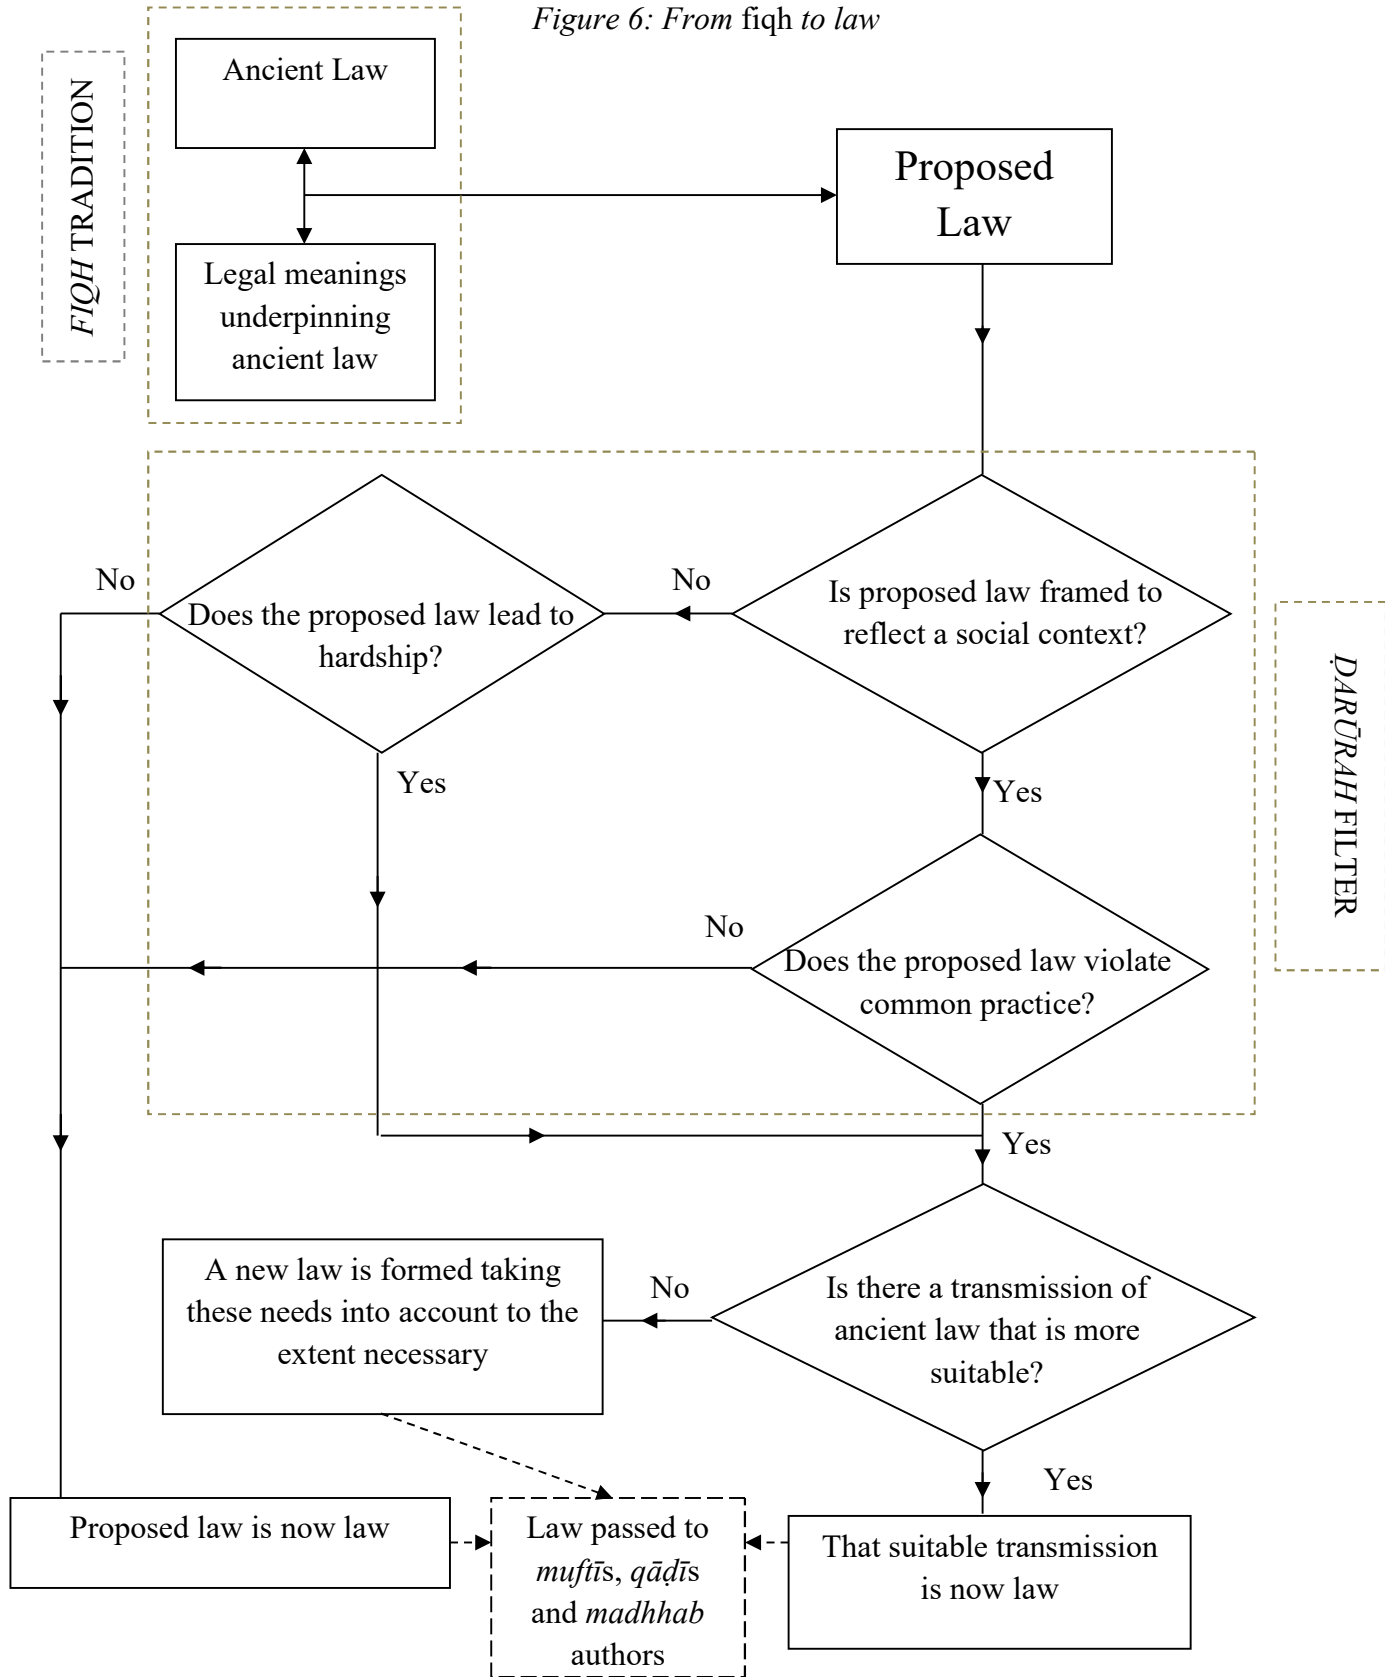 Figure 6: From fiqh to law
FIQH TRADITION
Ancient Law
Legal meanings
underpinning
ancient law
Proposed
Law
Is proposed law framed to
reflect a social context?
No
Does the proposed law lead to
hardship?
No
Yes
Yes
ḌARŪRAH FILTER
Does the proposed law violate
common practice?
No
Yes
Is there a transmission of
ancient law that is more
suitable?
No
A new law is formed taking
these needs into account to the
extent necessary
Yes
Proposed law is now law
Law passed to
muftīs, qāḍīs
and madhhab
authors
That suitable transmission
is now law